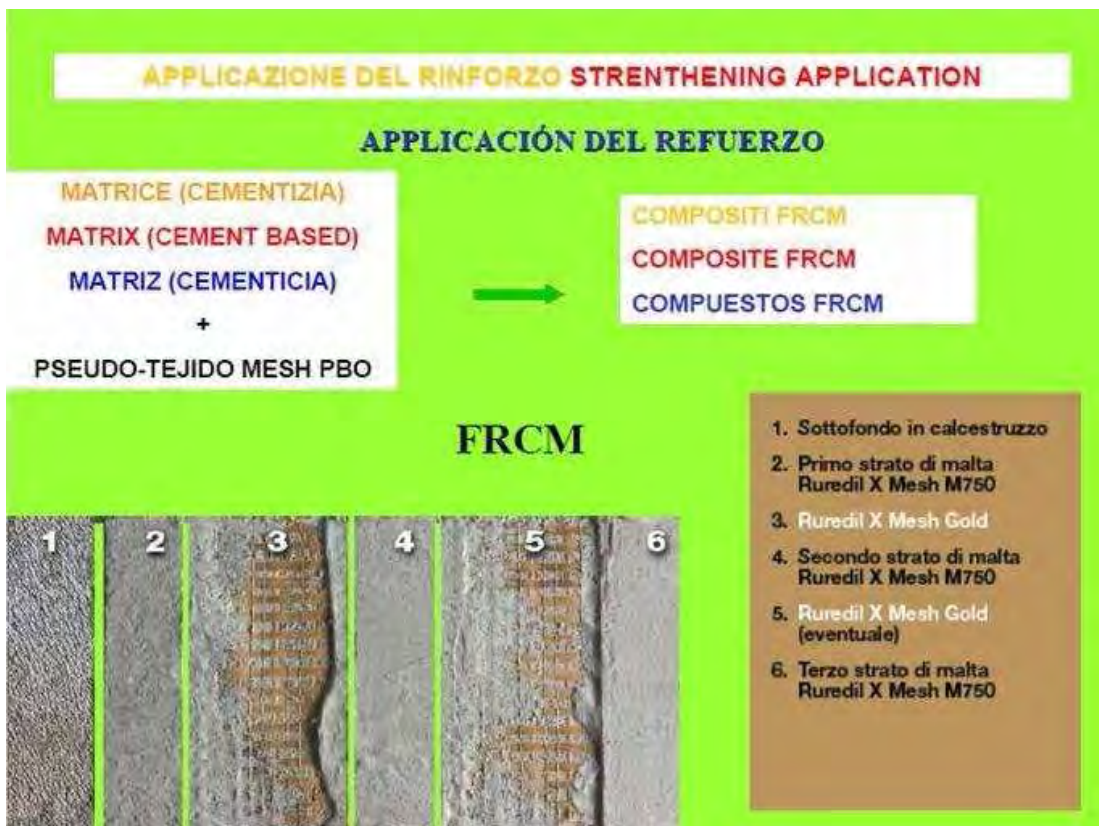 APPLICAZIONE DEL RINFORZO STRENTHENING APPLICATION
APPLICACIÓN DEL REFUERZO
MATRICE (CEMENTIZIA)
MATRIX (CEMENT BASED)
MATRIZ (CEMENTICIA)
+
PSEUDO-TEJIDO MESH PBO
COMPOSITI FRCM
COMPOSITE FRCM
COMPUESTOS FRCM
FRCM
1 2 3 4 5 6
1. Sottofondo in calcestruzzo
2. Primo strato di malta
Ruredil X Mesh M750
3. Ruredil X Mesh Gold
4. Secondo strato di malta
Ruredil X Mesh M750
5. Ruredil X Mesh Gold
(eventuale)
6. Terzo strato di malta
Ruredil X Mesh M750